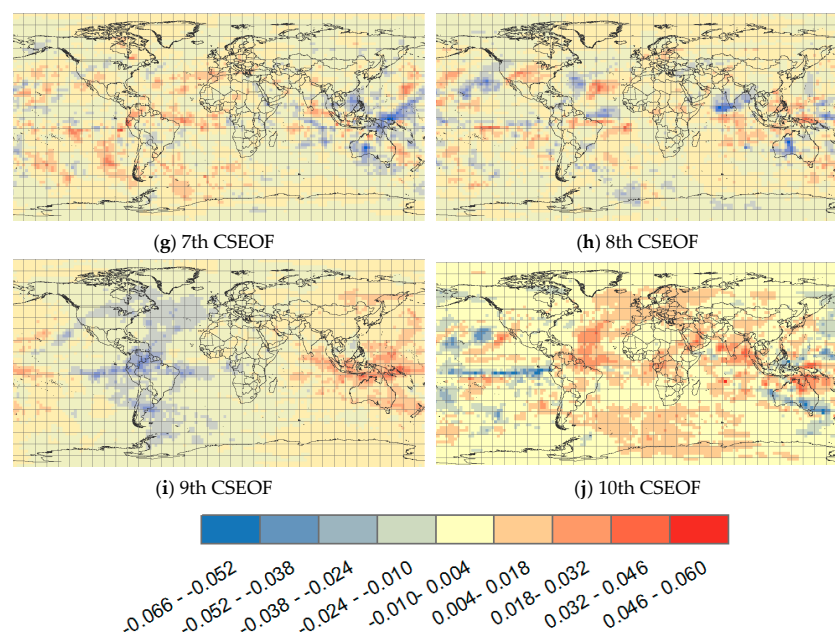 (g) 7th CSEOF
(h) 8th CSEOF
(i) 9th CSEOF
(j) 10th CSEOF
-0.066 - -0.052
-0.052 - -0.038
-0.038 - -0.024
-0.024 - -0.010
-0.010- 0.004
0.004- 0.018
0.018- 0.032
0.032 - 0.046
0.046 - 0.060